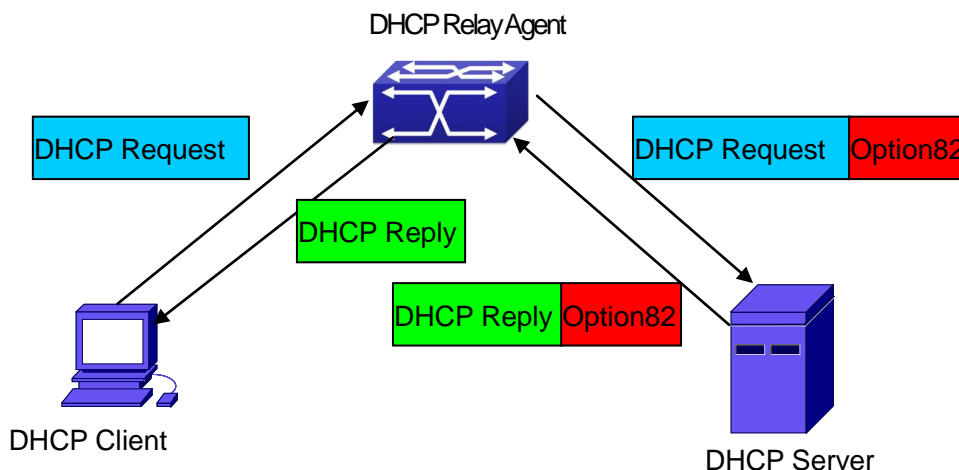 DHCP Relay Agent
DHCP Request
DHCP Request Option82
DHCP Reply
DHCP Reply Option82
DHCP Client
DHCP Server